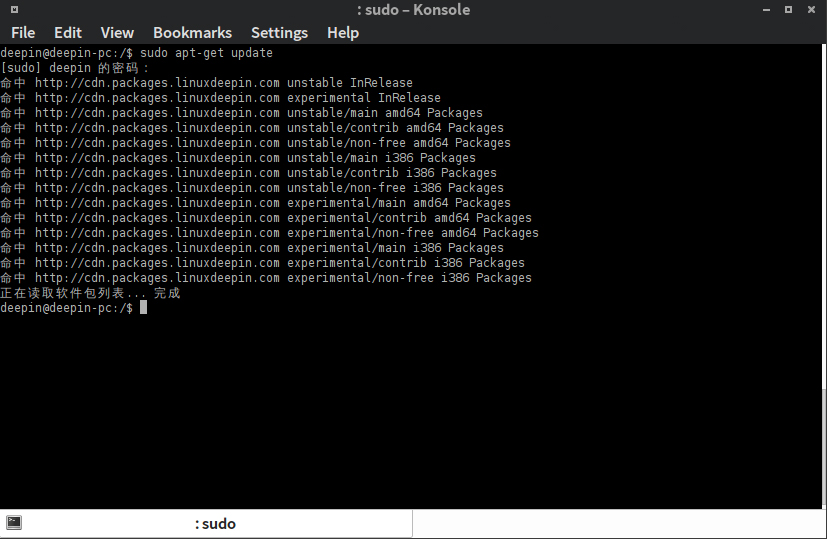 : sudo – Konsole
File Edit View Bookmarks Settings Help
deepin@deepin-pc:/$ sudo apt-get update
[sudo] deepin 的密码：
命中 http://cdn.packages.linuxdeepin.com unstable InRelease
命中 http://cdn.packages.linuxdeepin.com experimental InRelease
命中 http://cdn.packages.linuxdeepin.com unstable/main amd64 Packages
命中 http://cdn.packages.linuxdeepin.com unstable/contrib amd64 Packages
命中 http://cdn.packages.linuxdeepin.com unstable/non-free amd64 Packages
命中 http://cdn.packages.linuxdeepin.com unstable/main i386 Packages
命中 http://cdn.packages.linuxdeepin.com unstable/contrib i386 Packages
命中 http://cdn.packages.linuxdeepin.com unstable/non-free i386 Packages
命中 http://cdn.packages.linuxdeepin.com experimental/main amd64 Packages
命中 http://cdn.packages.linuxdeepin.com experimental/contrib amd64 Packages
命中 http://cdn.packages.linuxdeepin.com experimental/non-free amd64 Packages
命中 http://cdn.packages.linuxdeepin.com experimental/main i386 Packages
命中 http://cdn.packages.linuxdeepin.com experimental/contrib i386 Packages
命中 http://cdn.packages.linuxdeepin.com experimental/non-free i386 Packages
正在读取软件包列表... 完成
deepin@deepin-pc:/$
: sudo